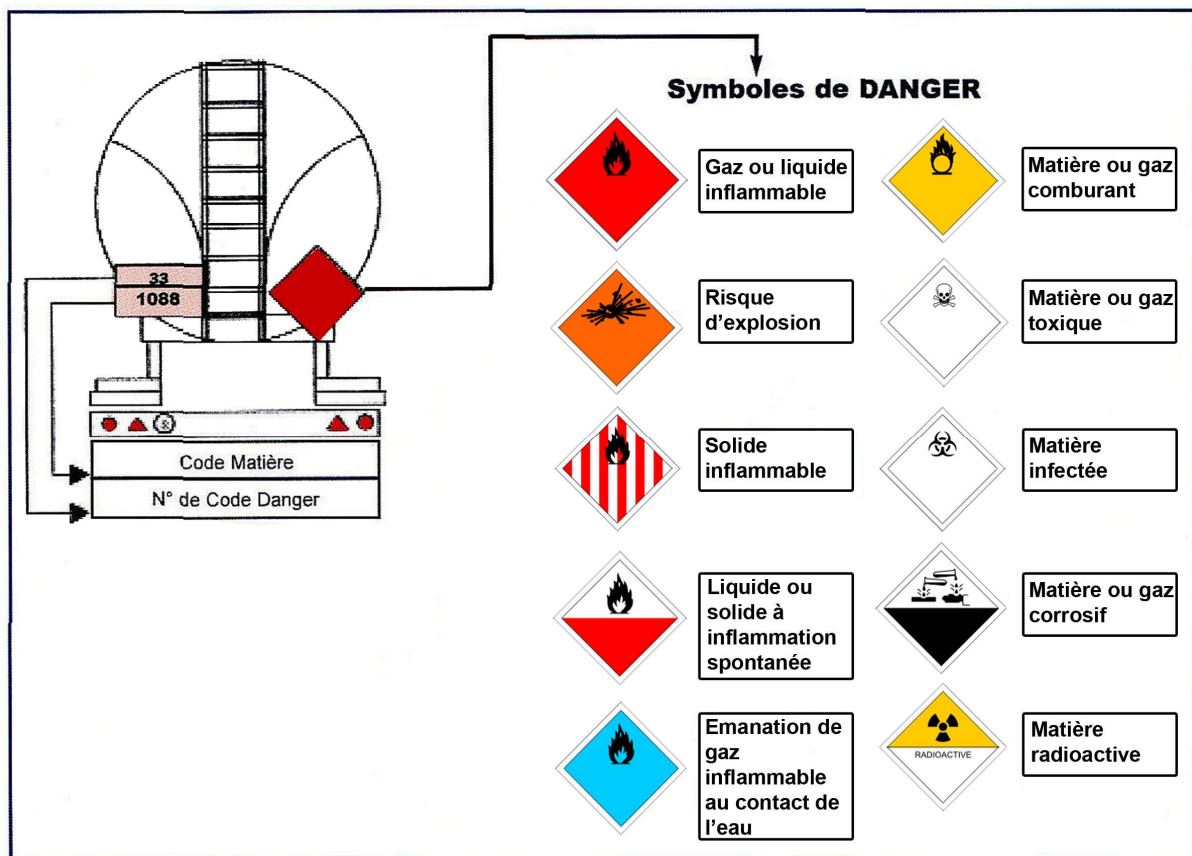 Symboles de DANGER
33
1088
Code Matière
N° de Code Danger
Gaz ou liquide
inflammable
Matière ou gaz
comburant
Risque
d'explosion
Matière ou gaz
toxique
Solide
inflammable
Matière
infectée
Liquide ou
solide à
inflammation
spontanée
Matière ou gaz
corrosif
Emanation de
gaz
inflammable
au contact de
l'eau
RADIOACTIVE
Matière
radioactive